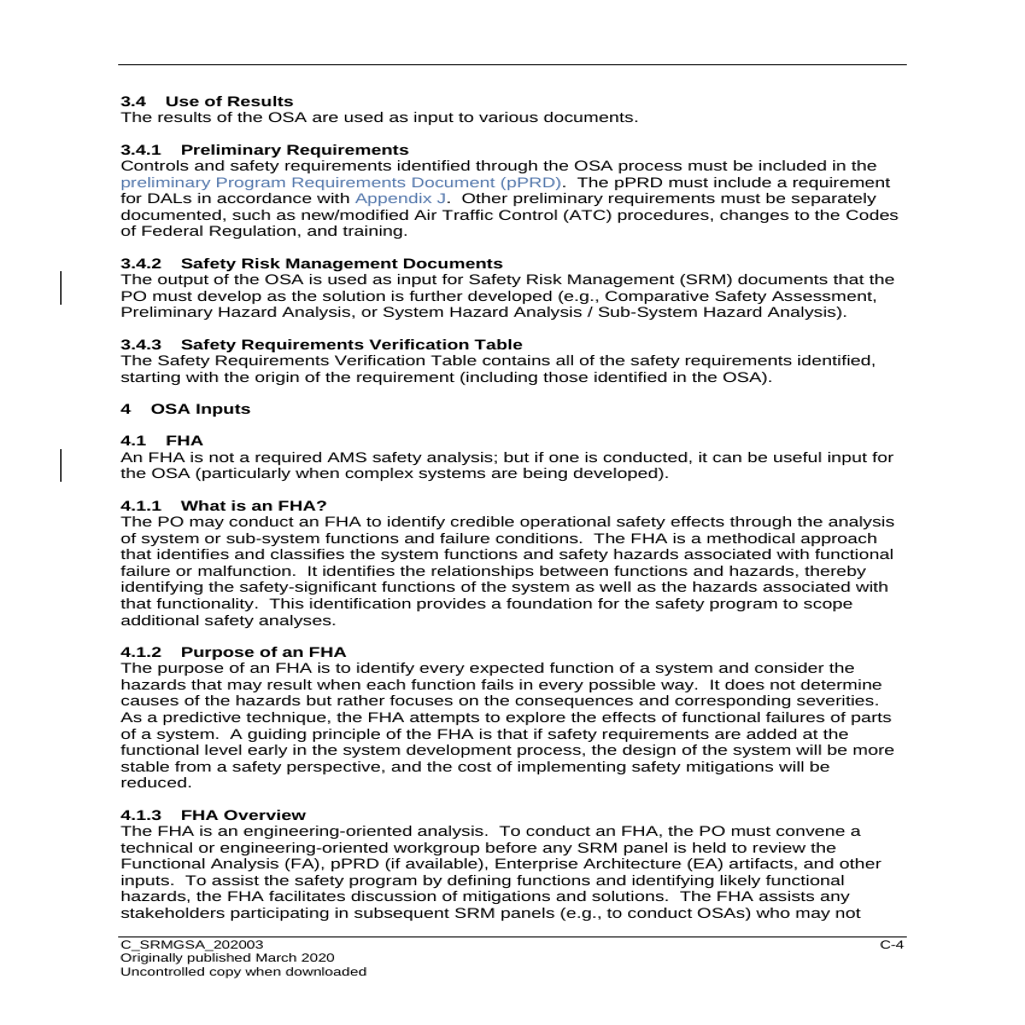 3.4 Use of Results
The results of the OSA are used as input to various documents.
3.4.1 Preliminary Requirements
Controls and safety requirements identified through the OSA process must be included in the
preliminary Program Requirements Document (pPRD). The pPRD must include a requirement
for DALs in accordance with Appendix J. Other preliminary requirements must be separately
documented, such as new/modified Air Traffic Control (ATC) procedures, changes to the Codes
of Federal Regulation, and training.
3.4.2 Safety Risk Management Documents
The output of the OSA is used as input for Safety Risk Management (SRM) documents that the
PO must develop as the solution is further developed (e.g., Comparative Safety Assessment,
Preliminary Hazard Analysis, or System Hazard Analysis / Sub-System Hazard Analysis).
3.4.3 Safety Requirements Verification Table
The Safety Requirements Verification Table contains all of the safety requirements identified,
starting with the origin of the requirement (including those identified in the OSA).
4 OSA Inputs
4.1 FHA
An FHA is not a required AMS safety analysis; but if one is conducted, it can be useful input for
the OSA (particularly when complex systems are being developed).
4.1.1 What is an FHA?
The PO may conduct an FHA to identify credible operational safety effects through the analysis
of system or sub-system functions and failure conditions. The FHA is a methodical approach
that identifies and classifies the system functions and safety hazards associated with functional
failure or malfunction. It identifies the relationships between functions and hazards, thereby
identifying the safety-significant functions of the system as well as the hazards associated with
that functionality. This identification provides a foundation for the safety program to scope
additional safety analyses.
4.1.2 Purpose of an FHA
The purpose of an FHA is to identify every expected function of a system and consider the
hazards that may result when each function fails in every possible way. It does not determine
causes of the hazards but rather focuses on the consequences and corresponding severities.
As a predictive technique, the FHA attempts to explore the effects of functional failures of parts
of a system. A guiding principle of the FHA is that if safety requirements are added at the
functional level early in the system development process, the design of the system will be more
stable from a safety perspective, and the cost of implementing safety mitigations will be
reduced.
4.1.3 FHA Overview
The FHA is an engineering-oriented analysis. To conduct an FHA, the PO must convene a
technical or engineering-oriented workgroup before any SRM panel is held to review the
Functional Analysis (FA), pPRD (if available), Enterprise Architecture (EA) artifacts, and other
inputs. To assist the safety program by defining functions and identifying likely functional
hazards, the FHA facilitates discussion of mitigations and solutions. The FHA assists any
stakeholders participating in subsequent SRM panels (e.g., to conduct OSAs) who may not
C_SRMGSA_202003 C-4
Originally published March 2020
Uncontrolled copy when downloaded